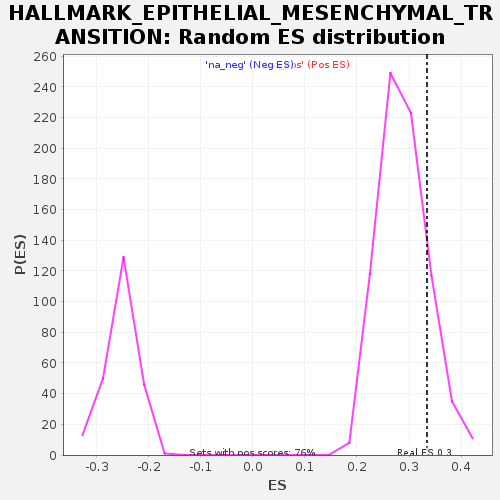 HALLMARK_EPITHELIAL_MESENCHYMAL_TR
ANSITION: Random ES distribution
'na_neg' (Neg ES) s' (Pos ES)
260
240
220
200
180
160
140
120
100
80
60
40
20
0
P(ES)
Sets with pos scores: 76%
Real ES 0.3
-0.3 -0.2 -0.1 0.0 0.1 0.2 0.3 0.4
ES